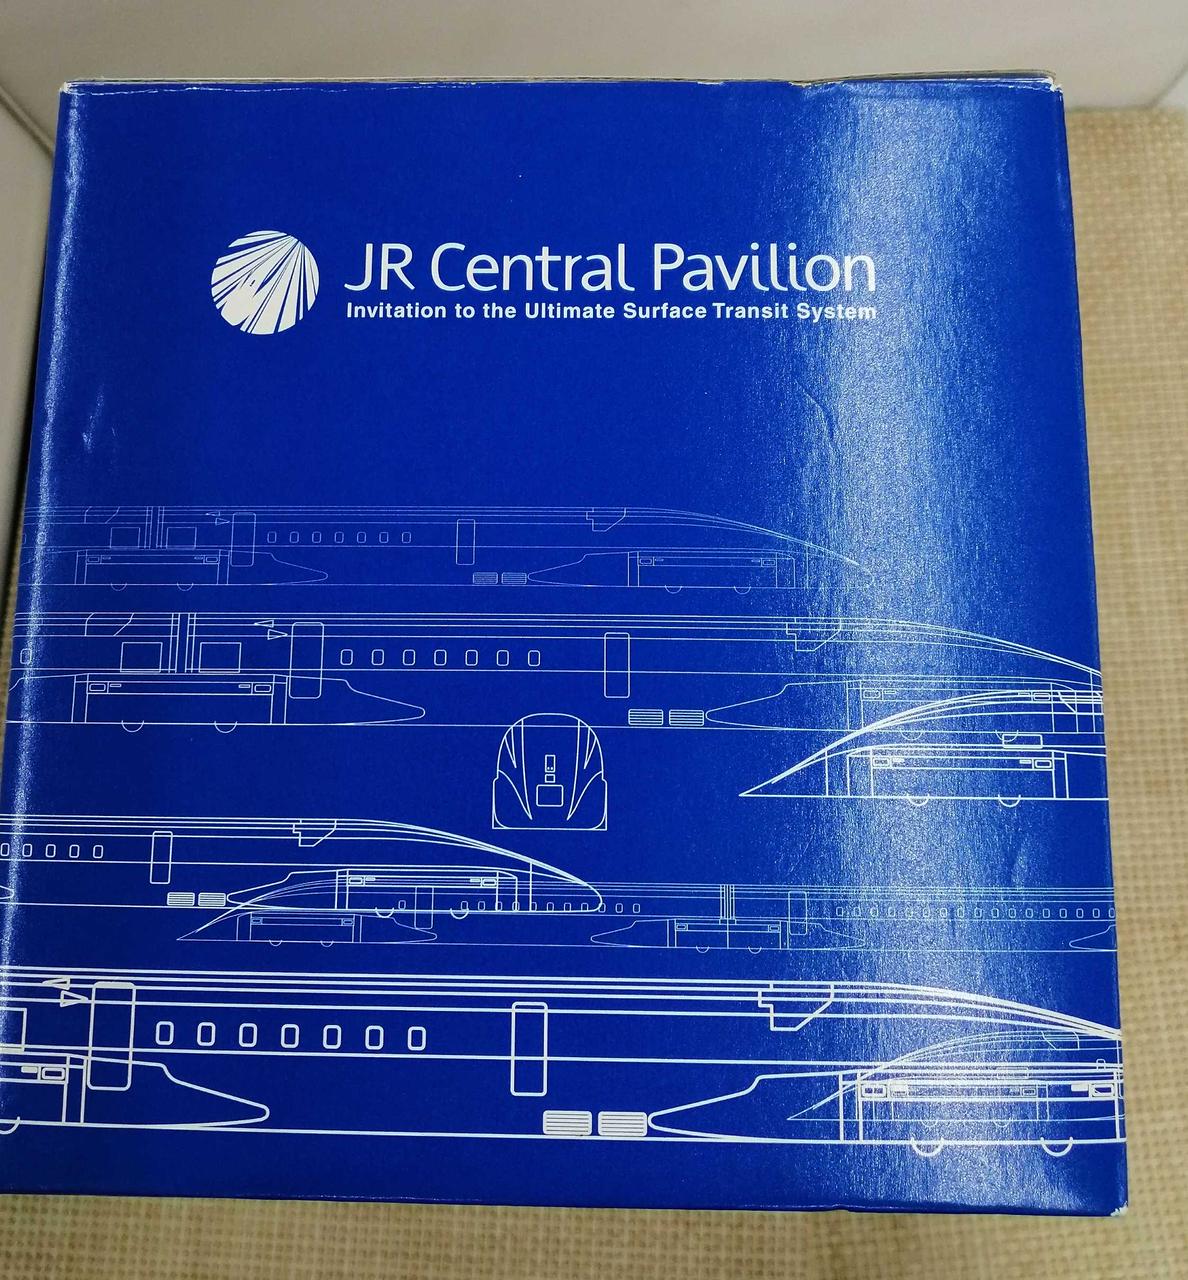 JR Central Pavilion
Invitation to the Ultimate Surface Transit System